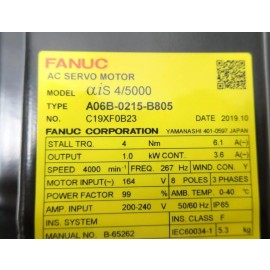 FANUC
AC SERVO MOTOR
MODEL αiS 4/5000
TYPE A06B-0215-B805
NO. C19XF0B23 DATE 2019.10
FANUC CORPORATION YAMANASHI 401-0597 JAPAN
STALL TRQ. 4 Nm 6.1 A(~)
OUTPUT 1.0 kW CONT. 3.6 A(~)
SPEED 4000 min⁻¹ FREQ. 267 Hz WIND. CON. Y
MOTOR INPUT(~) 164 V 8 POLES 3 PHASES
POWER FACTOR 99 % AMB. TEMP. 0-40 ℃
AMP. INPUT 200-240 V 50/60 Hz IP65
INS. SYSTEM INS. CLASS F
MANUAL NO. B-65262 IEC60034-1 5.3 kg